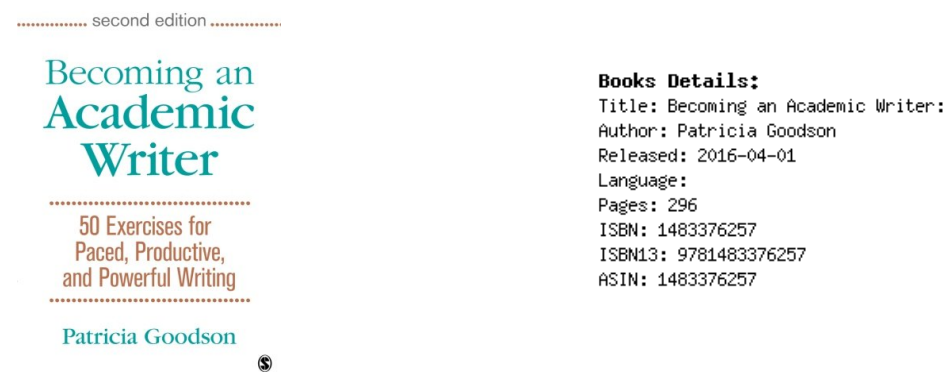 second edition
Becoming an
Academic
Writer
50 Exercises for
Paced, Productive,
and Powerful Writing
Patricia Goodson
S
Books Details:
Title: Becoming an Academic Writer:
Author: Patricia Goodson
Released: 2016-04-01
Language:
Pages: 296
ISBN: 1483376257
ISBN13: 9781483376257
ASIN: 1483376257